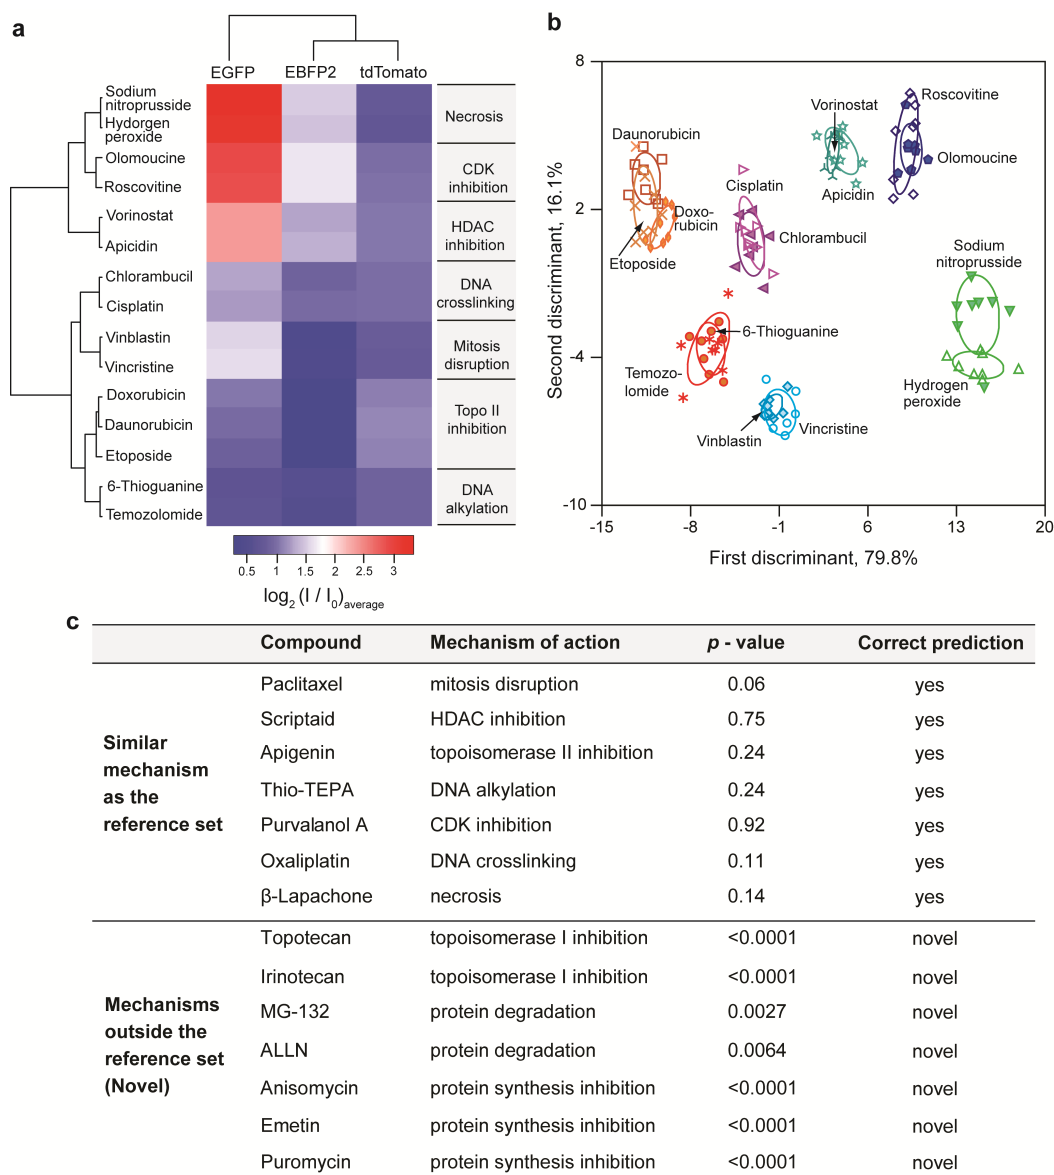 a
EGFP EBFP2 tdTomato
Sodium
nitroprusside
Hydorgen
peroxide
Olomoucine
Roscovitine
Vorinostat
Apicidin
Chlorambucil
Cisplatin
Vinblastin
Vincristine
Doxorubicin
Daunorubicin
Etoposide
6-Thioguanine
Temozolomide
Necrosis
CDK
inhibition
HDAC
inhibition
DNA
crosslinking
Mitosis
disruption
Topo II
inhibition
DNA
alkylation
0.5 1 1.5 2 2.5 3
log2 (I / I0)average
b
Second discriminant, 16.1%
8
2
-4
-10
-15 -8 -1 6 13 20
First discriminant, 79.8%
Daunorubicin
Doxo-
rubicin
Etoposide
Cisplatin
Chlorambucil
Vorinostat
Apicidin
Roscovitine
Olomoucine
Sodium
nitroprusside
Hydrogen
peroxide
6-Thioguanine
Temozo-
lomide
Vinblastin
Vincristine
c
Compound Mechanism of action p - value Correct prediction
Similar
mechanism
as the
reference set
Paclitaxel mitosis disruption 0.06 yes
Scriptaid HDAC inhibition 0.75 yes
Apigenin topoisomerase II inhibition 0.24 yes
Thio-TEPA DNA alkylation 0.24 yes
Purvalanol A CDK inhibition 0.92 yes
Oxaliplatin DNA crosslinking 0.11 yes
β-Lapachone necrosis 0.14 yes
Mechanisms
outside the
reference set
(Novel)
Topotecan topoisomerase I inhibition <0.0001 novel
Irinotecan topoisomerase I inhibition <0.0001 novel
MG-132 protein degradation 0.0027 novel
ALLN protein degradation 0.0064 novel
Anisomycin protein synthesis inhibition <0.0001 novel
Emetin protein synthesis inhibition <0.0001 novel
Puromycin protein synthesis inhibition <0.0001 novel